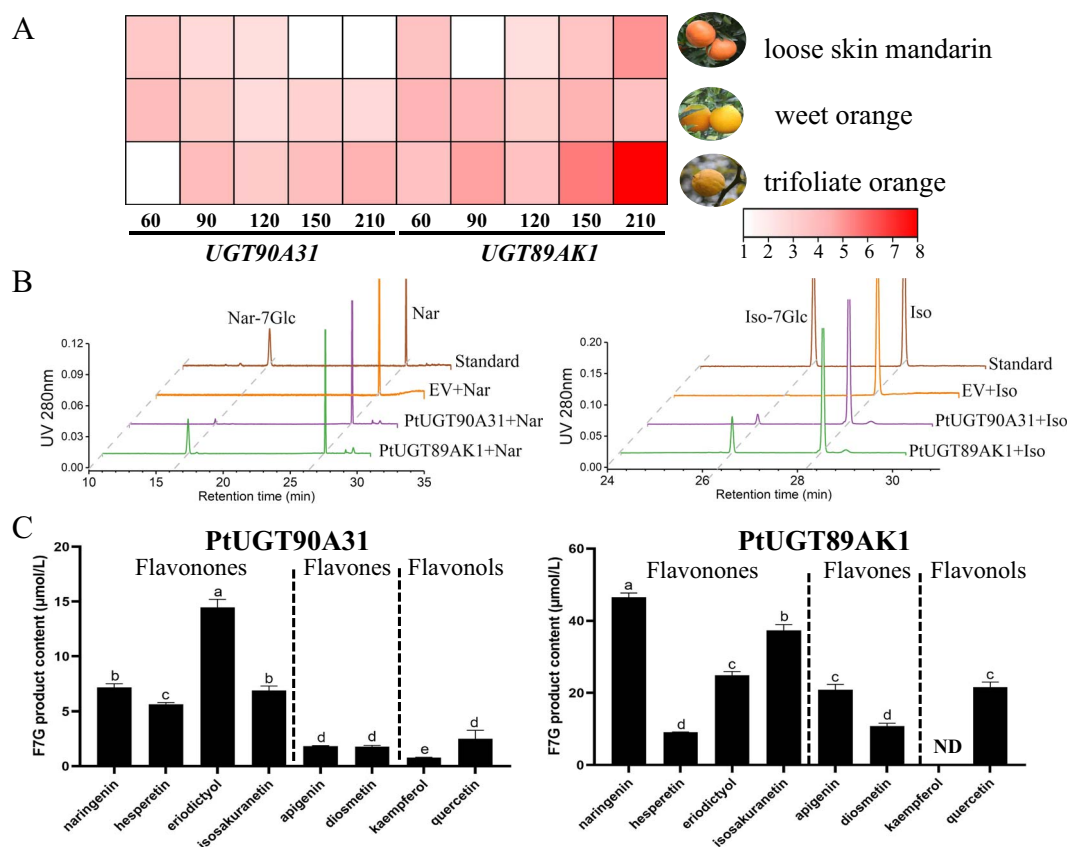 A
loose skin mandarin
weet orange
trifoliate orange
60 90 120 150 210 60 90 120 150 210
UGT90A31 UGT89AK1
1 2 3 4 5 6 7 8
B
Nar-7Glc
Nar
Standard
EV+Nar
PtUGT90A31+Nar
PtUGT89AK1+Nar
UV 280nm
0.12
0.09
0.06
0.03
0.00
10 15 20 25 30 35
Retention time (min)
Iso-7Glc
Iso
Standard
EV+Iso
PtUGT90A31+Iso
PtUGT89AK1+Iso
UV 280nm
0.20
0.15
0.10
0.05
0.00
24 26 28 30
Retention time (min)
C
PtUGT90A31
Flavonones Flavones Flavonols
F7G product content (μmol/L)
20
15
10
5
0
b c a b d d e d
naringenin
hesperetin
eriodictyol
isosakuranetin
apigenin
diosmetin
kaempferol
quercetin
PtUGT89AK1
Flavonones Flavones Flavonols
F7G product content (μmol/L)
60
40
20
0
a d c b c d ND c
naringenin
hesperetin
eriodictyol
isosakuranetin
apigenin
diosmetin
kaempferol
quercetin